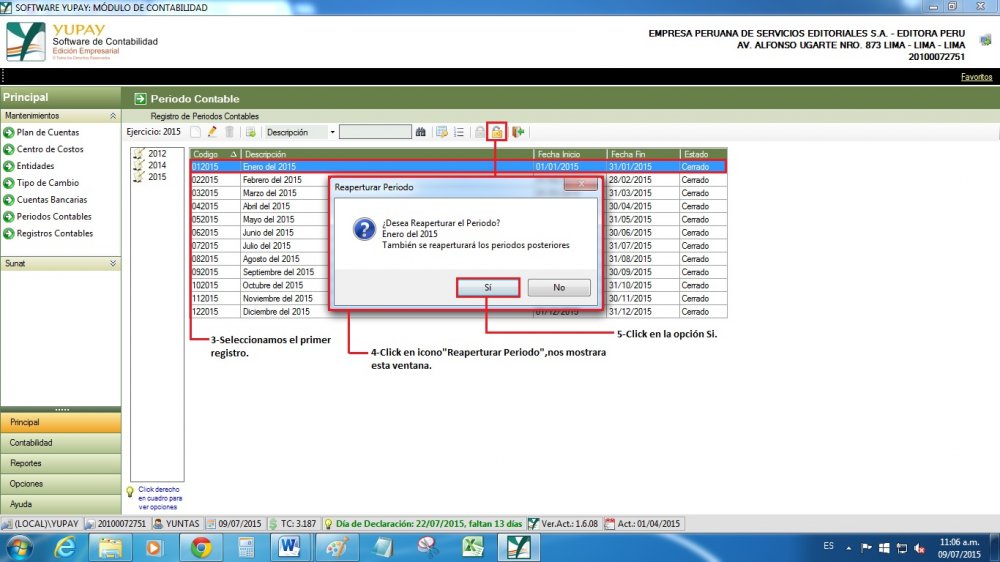 SOFTWARE YUPAY: MÓDULO DE CONTABILIDAD
YUPAY
Software de Contabilidad
Edición Empresarial
© Todos los Derechos Reservados
EMPRESA PERUANA DE SERVICIOS EDITORIALES S.A. - EDITORA PERU
AV. ALFONSO UGARTE NRO. 873 LIMA - LIMA - LIMA
20100072751
Favoritos
Principal
Mantenimientos
Plan de Cuentas
Centro de Costos
Entidades
Tipo de Cambio
Cuentas Bancarias
Periodos Contables
Registros Contables
Sunat
Principal
Contabilidad
Reportes
Opciones
Ayuda
Periodo Contable
Registro de Periodos Contables
Ejercicio: 2015 Descripción
2012
2014
2015
Click derecho
en cuadro para
ver opciones
Codigo Descripción Fecha Inicio Fecha Fin Estado
012015 Enero del 2015 01/01/2015 31/01/2015 Cerrado
022015 Febrero del 2015 28/02/2015 Cerrado
032015 Marzo del 2015 31/03/2015 Cerrado
042015 Abril del 2015 30/04/2015 Cerrado
052015 Mayo del 2015 31/05/2015 Cerrado
062015 Junio del 2015 30/06/2015 Cerrado
072015 Julio del 2015 31/07/2015 Cerrado
082015 Agosto del 2015 31/08/2015 Cerrado
092015 Septiembre del 2015 30/09/2015 Cerrado
102015 Octubre del 2015 31/10/2015 Cerrado
112015 Noviembre del 2015 30/11/2015 Cerrado
122015 Diciembre del 2015 01/12/2015 31/12/2015 Cerrado
Reaperturar Periodo
¿Desea Reaperturar el Periodo?
Enero del 2015
También se reaperturará los periodos posteriores
Sí
No
3-Seleccionamos el primer
registro.
4-Click en icono"Reaperturar Periodo",nos mostrara
esta ventana.
5-Click en la opción Si.
(LOCAL)\YUPAY 20100072751 YUNTAS 09/07/2015 TC: 3.187 Día de Declaración: 22/07/2015, faltan 13 días Ver.Act.: 1.6.08 Act.: 01/04/2015
ES
11:06 a.m.
09/07/2015